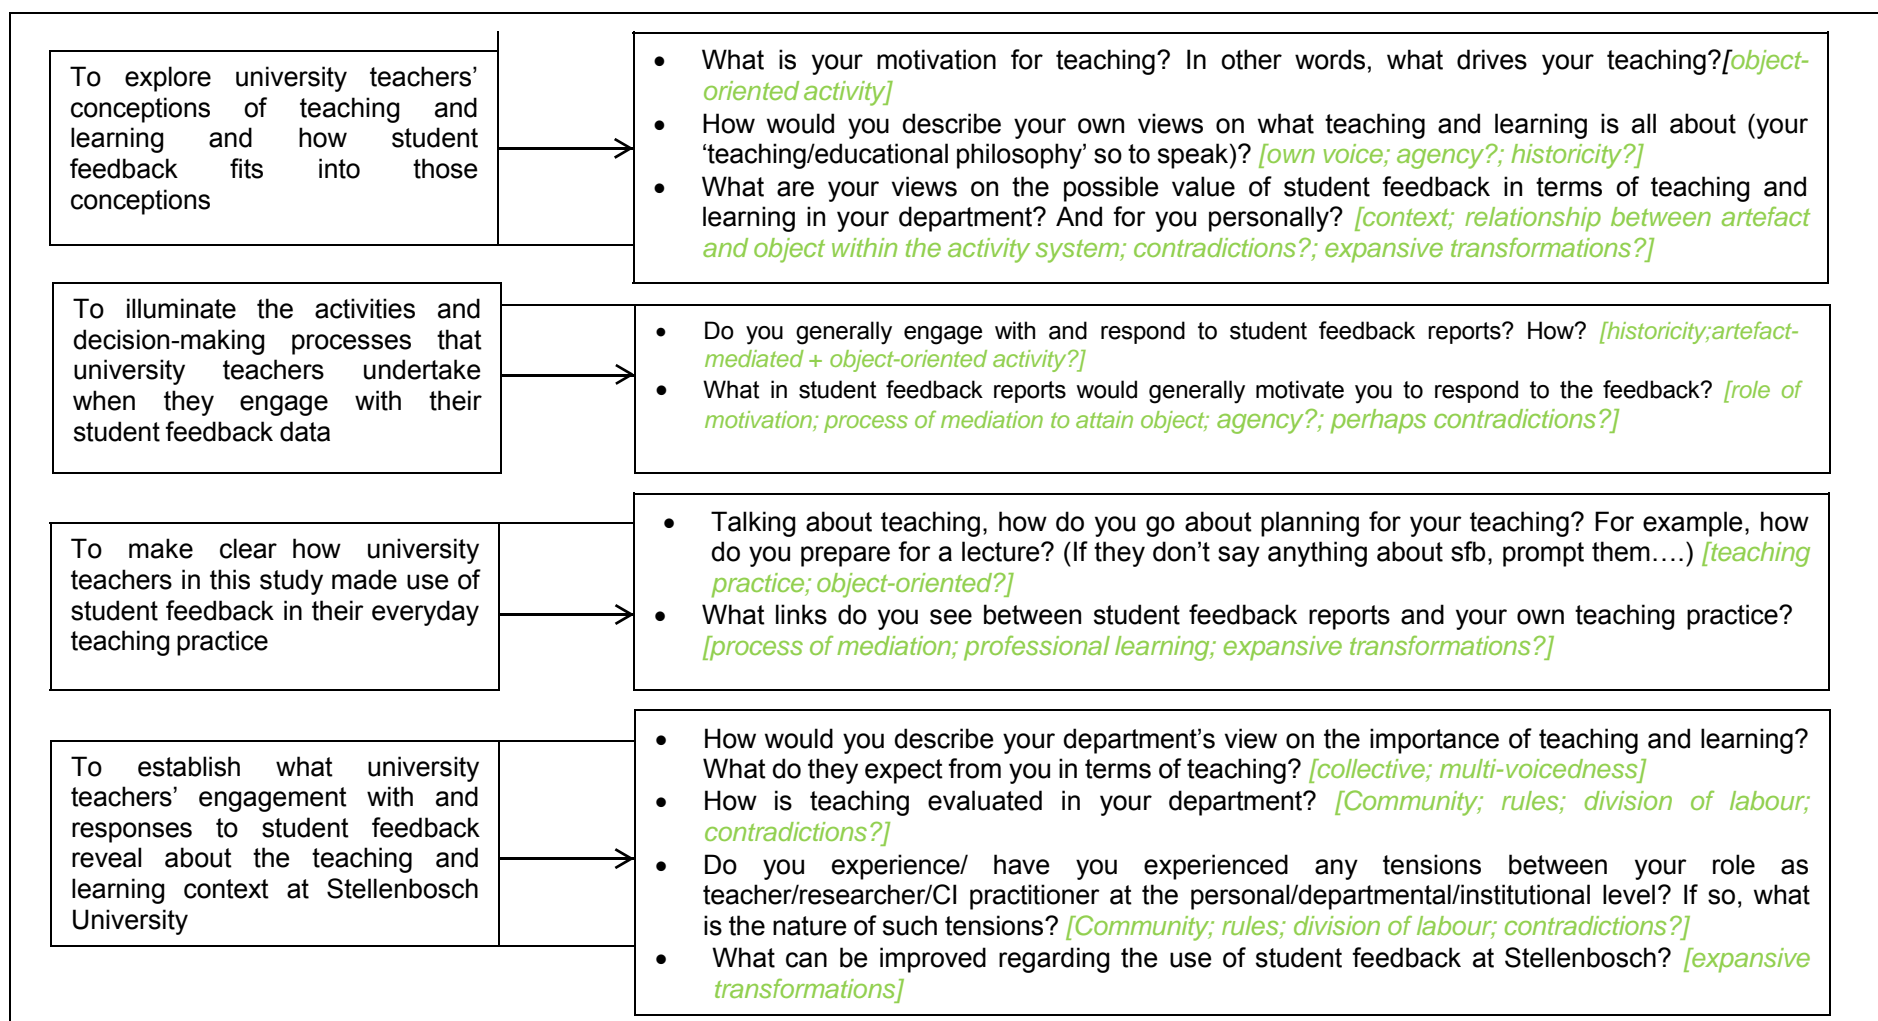 To explore university teachers’
conceptions of teaching and
learning and how student
feedback fits into those
conceptions
• What is your motivation for teaching? In other words, what drives your teaching?[object-
oriented activity]
• How would you describe your own views on what teaching and learning is all about (your
‘teaching/educational philosophy’ so to speak)? [own voice; agency?; historicity?]
• What are your views on the possible value of student feedback in terms of teaching and
learning in your department? And for you personally? [context; relationship between artefact
and object within the activity system; contradictions?; expansive transformations?]
To illuminate the activities and
decision-making processes that
university teachers undertake
when they engage with their
student feedback data
• Do you generally engage with and respond to student feedback reports? How? [historicity;artefact-
mediated + object-oriented activity?]
• What in student feedback reports would generally motivate you to respond to the feedback? [role of
motivation; process of mediation to attain object; agency?; perhaps contradictions?]
To make clear how university
teachers in this study made use of
student feedback in their everyday
teaching practice
• Talking about teaching, how do you go about planning for your teaching? For example, how
do you prepare for a lecture? (If they don’t say anything about sfb, prompt them….) [teaching
practice; object-oriented?]
• What links do you see between student feedback reports and your own teaching practice?
[process of mediation; professional learning; expansive transformations?]
To establish what university
teachers’ engagement with and
responses to student feedback
reveal about the teaching and
learning context at Stellenbosch
University
• How would you describe your department’s view on the importance of teaching and learning?
What do they expect from you in terms of teaching? [collective; multi-voicedness]
• How is teaching evaluated in your department? [Community; rules; division of labour;
contradictions?]
• Do you experience/ have you experienced any tensions between your role as
teacher/researcher/CI practitioner at the personal/departmental/institutional level? If so, what
is the nature of such tensions? [Community; rules; division of labour; contradictions?]
• What can be improved regarding the use of student feedback at Stellenbosch? [expansive
transformations]